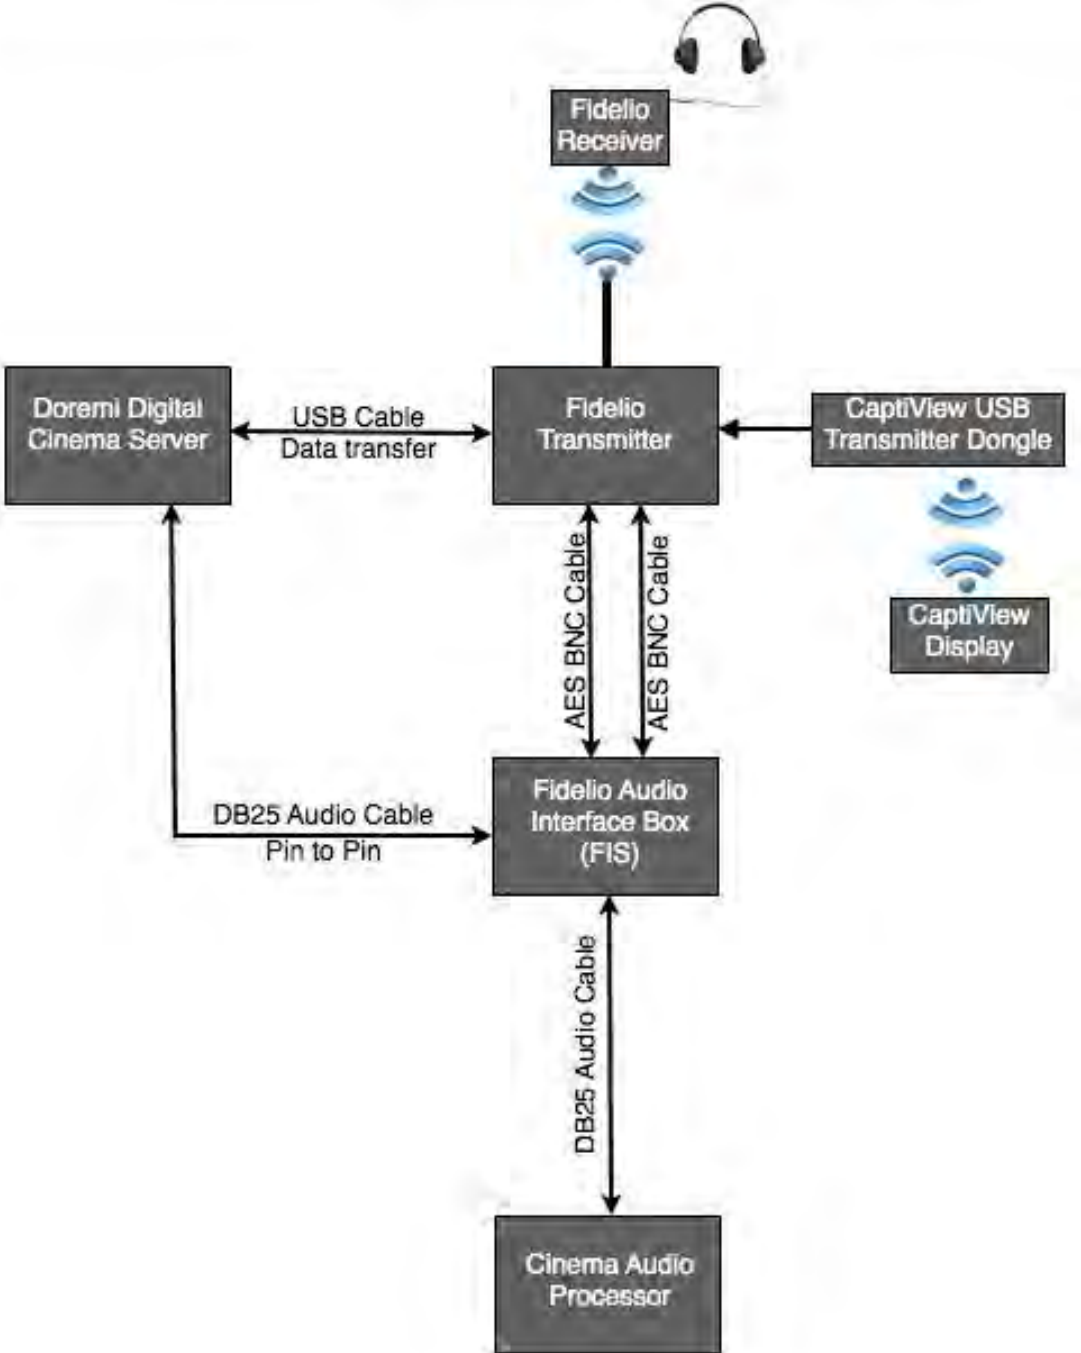 Fidelio
Receiver
Doremi Digital
Cinema Server
USB Cable
Data transfer
Fidelio
Transmitter
CaptiView USB
Transmitter Dongle
CaptiView
Display
AES BNC Cable
AES BNC Cable
DB25 Audio Cable
Pin to Pin
Fidelio Audio
Interface Box
(FIS)
DB25 Audio Cable
Cinema Audio
Processor